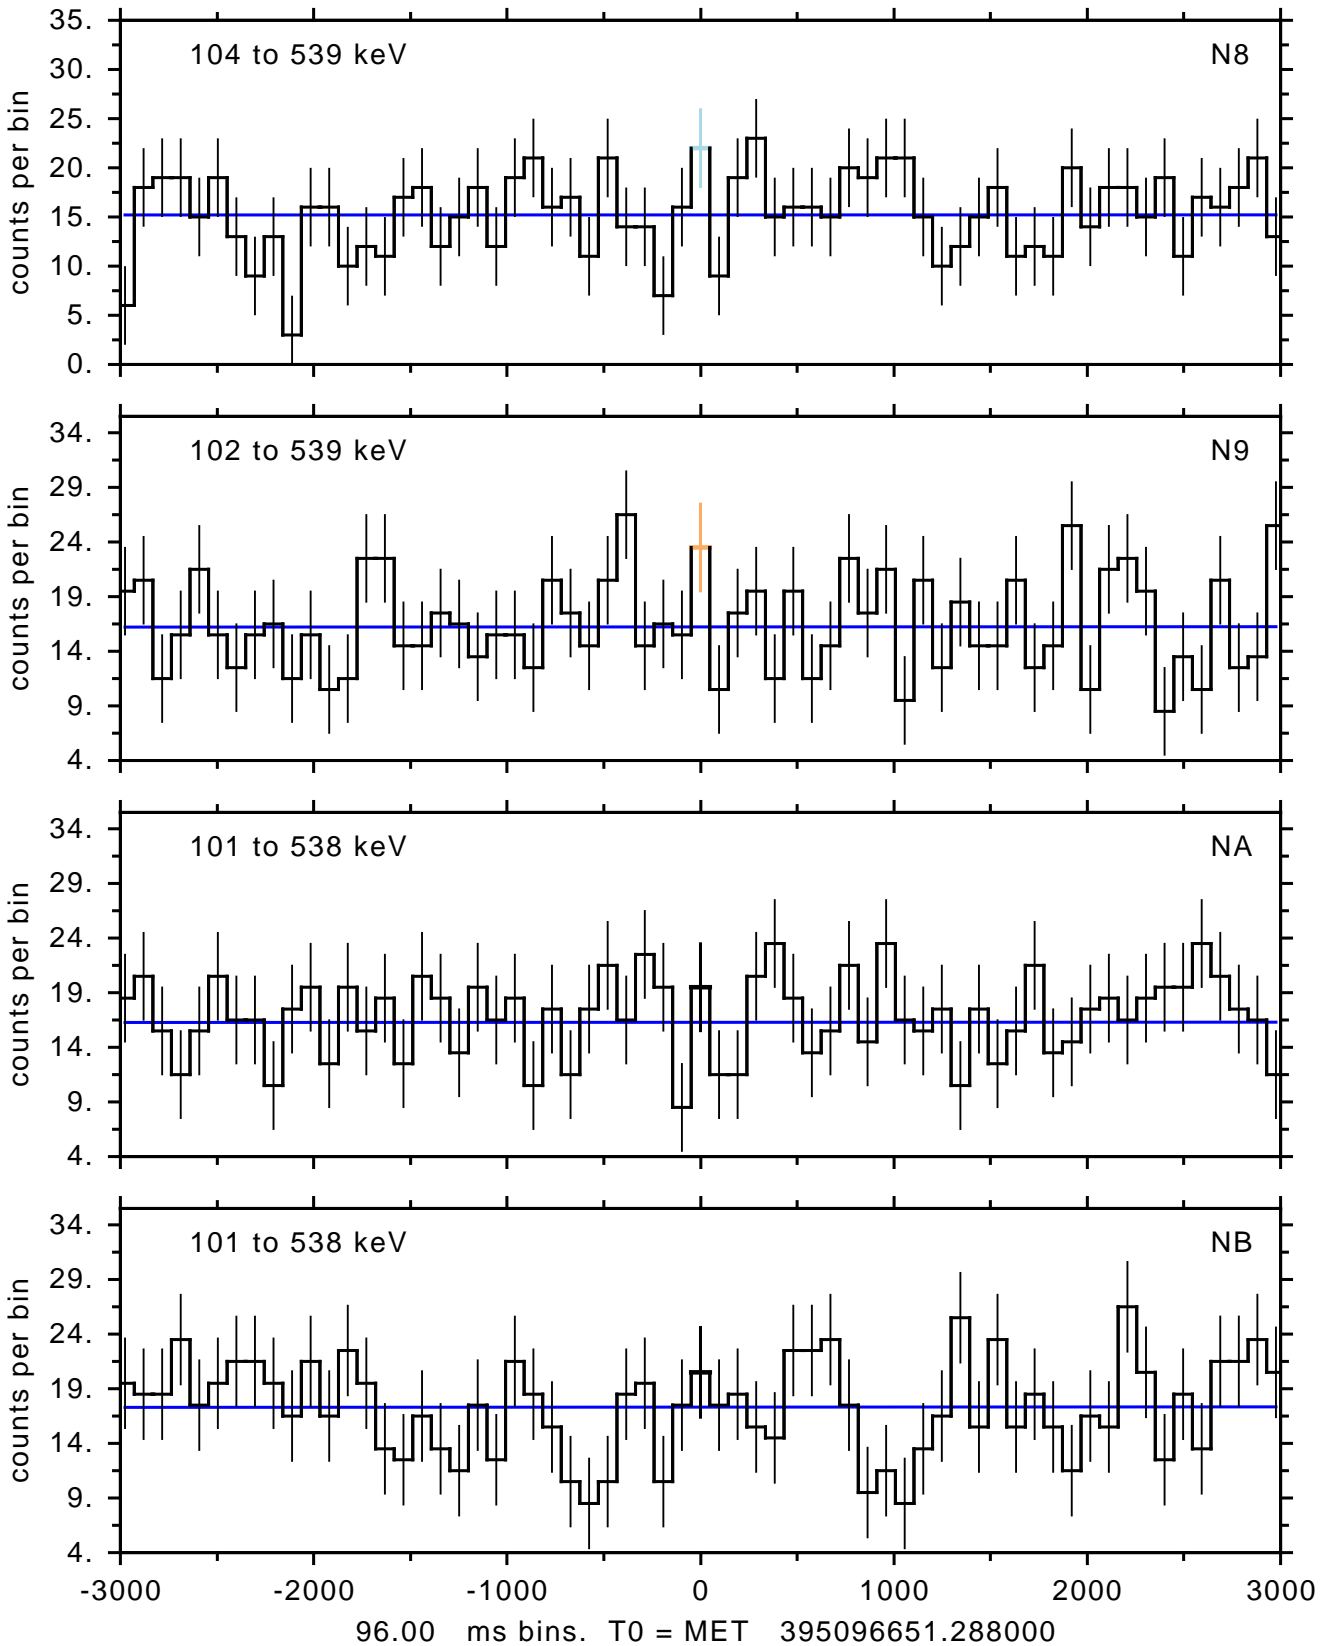 35.
104 to 539 keV N8
30.
25.
20.
15.
10.
5.
0.
counts per bin
34.
102 to 539 keV N9
29.
24.
19.
14.
9.
4.
counts per bin
34.
101 to 538 keV NA
29.
24.
19.
14.
9.
4.
counts per bin
34.
101 to 538 keV NB
29.
24.
19.
14.
9.
4.
counts per bin
-3000 -2000 -1000 0 1000 2000 3000
96.00 ms bins. T0 = MET 395096651.288000